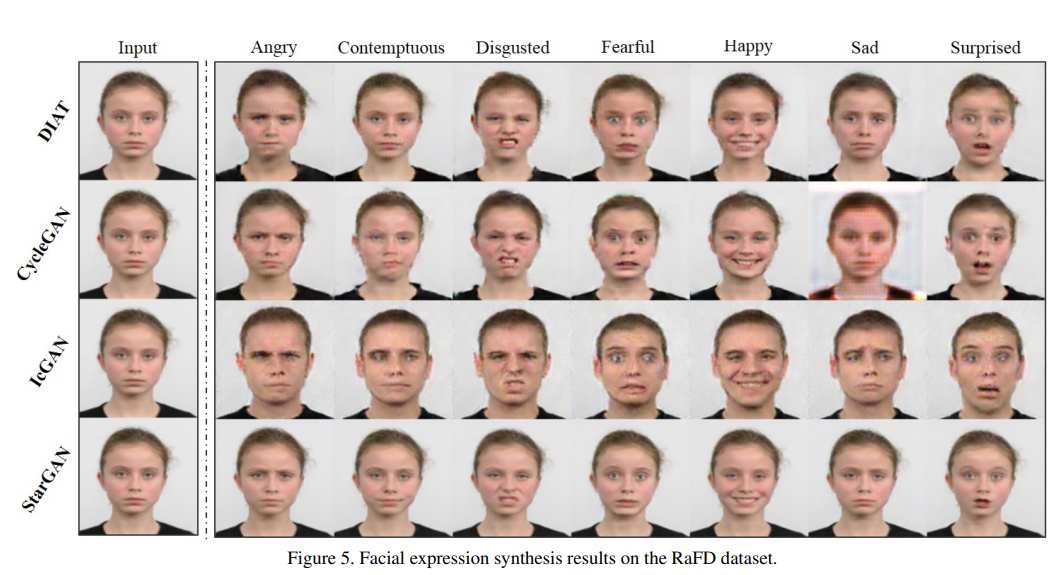 Input Angry Contemptuous Disgusted Fearful Happy Sad Surprised
DIAT
CycleGAN
IcGAN
StarGAN
Figure 5. Facial expression synthesis results on the RaFD dataset.